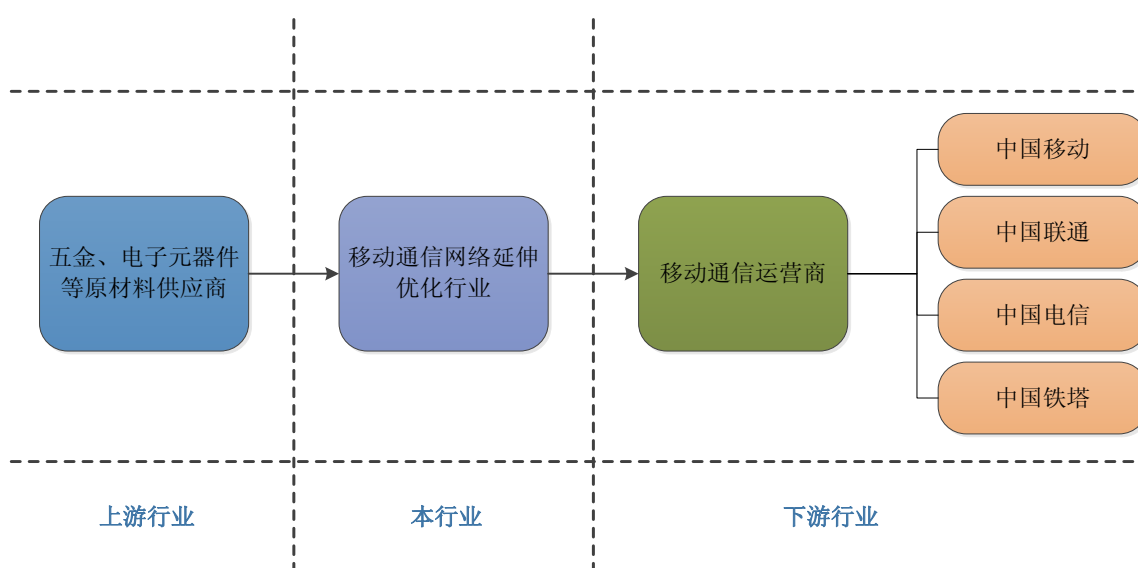 五金、电子元器件
等原材料供应商
移动通信网络延伸
优化行业
移动通信运营商
中国移动
中国联通
中国电信
中国铁塔
上游行业
本行业
下游行业